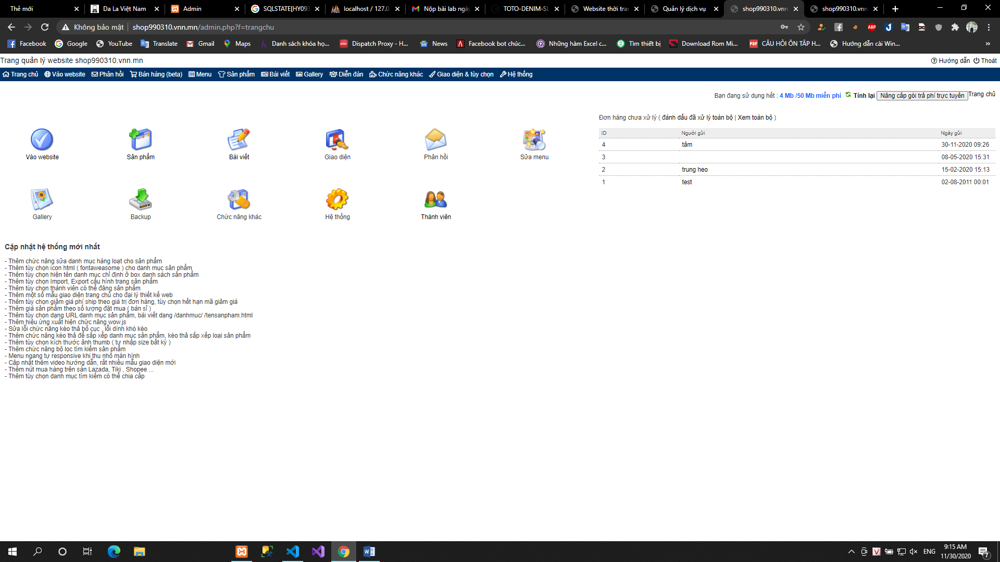 Thẻ mới
Da La Việt Nam
Admin
SQLSTATE[HY093
localhost / 127.0.
Nộp bài lab ngày
TOTO-DENIM-SL
Website thời tran
Quản lý dịch vụ
shop990310.vnn.
shop990310.vnn.
Không bảo mật
shop990310.vnn.mn/admin.php?f=trangchu
Facebook
Google
YouTube
Translate
Gmail
Maps
Danh sách khóa họ...
Dispatch Proxy - H...
News
Facebook bot chúc...
Những hàm Excel c...
Tìm thiết bị
Download Rom Mi...
CÂU HỎI ÔN TẬP H...
Hướng dẫn cài Win...
»
Trang quản lý website shop990310.vnn.mn
Hướng dẫn
Thoát
Trang chủ
Vào website
Phản hồi
Bán hàng (beta)
Menu
Sản phẩm
Bài viết
Gallery
Diễn đàn
Chức năng khác
Giao diện & tùy chọn
Hệ thống
Bạn đang sử dụng hết : 4 Mb /50 Mb miễn phí
Tính lại
Nâng cấp gói trả phí trực tuyến
Trang chủ
Vào website
Sản phẩm
Bài viết
Giao diện
Phản hồi
Sửa menu
Gallery
Backup
Chức năng khác
Hệ thống
Thành viên
Đơn hàng chưa xử lý ( đánh dấu đã xử lý toàn bộ | Xem toàn bộ )
ID Người gửi Ngày gửi
4 tâm 30-11-2020 09:26
3 08-05-2020 15:31
2 trung heo 15-02-2020 15:13
1 test 02-08-2011 00:01
Cập nhật hệ thống mới nhất
- Thêm chức năng sửa danh mục hàng loạt cho sản phẩm
- Thêm tùy chọn icon html ( fontaweasome ) cho danh mục sản phẩm
- Thêm tùy chọn hiện tên danh mục chỉ định ở box danh sách sản phẩm
- Thêm tùy chọn Import, Export cấu hình trang sản phẩm
- Thêm tùy chọn thành viên có thể đăng sản phẩm
- Thêm một số mẫu giao diện trang chủ cho đại lý thiết kế web
- Thêm tùy chọn giảm giá phí ship theo giá trị đơn hàng, tùy chọn hết hạn mã giảm giá
- Thêm giá sản phẩm theo số lượng đặt mua ( bán sỉ )
- Thêm tùy chọn dạng URL danh mục sản phẩm, bài viết dạng /danhmuc/ /tensanpham.html
- Thêm hiệu ứng xuất hiện chức năng wow.js
- Sửa lỗi chức năng kéo thả bố cục , lỗi dính khó kéo
- Thêm chức năng kéo thả để sắp xếp danh mục sản phẩm, kéo thả sắp xếp loại sản phẩm
- Thêm tùy chọn kích thước ảnh thumb ( tự nhập size bất kỳ )
- Thêm chức năng bộ lọc tìm kiếm sản phẩm
- Menu ngang tự responsive khi thu nhỏ màn hình
- Cập nhật thêm video hướng dẫn, rất nhiều mẫu giao diện mới
- Thêm nút mua hàng trên sàn Lazada, Tiki , Shopee ...
- Thêm tùy chọn danh mục tìm kiếm có thể chia cấp
ENG
9:15 AM
11/30/2020
7